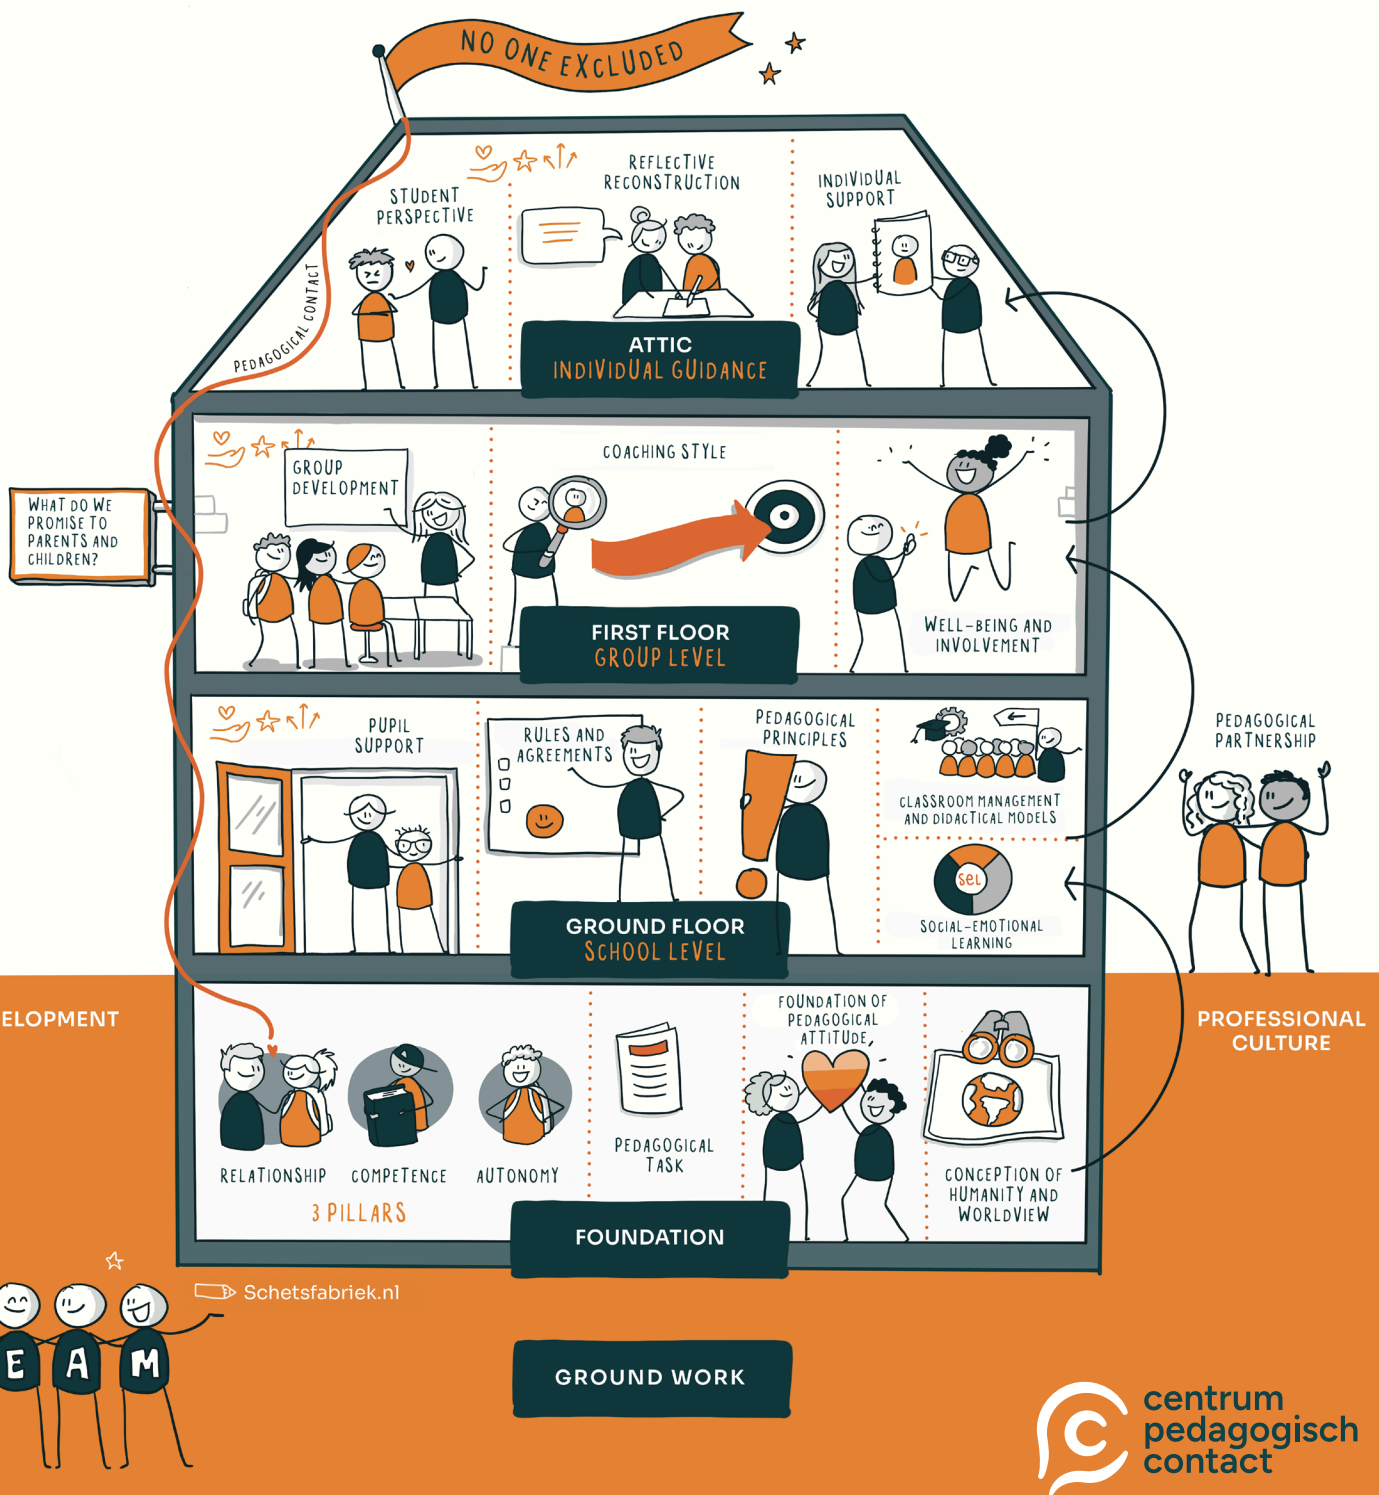 NO ONE EXCLUDED
STUDENT
PERSPECTIVE
REFLECTIVE
RECONSTRUCTION
INDIVIDUAL
SUPPORT
PEDAGOGICAL CONTACT
ATTIC
INDIVIDUAL GUIDANCE
GROUP
DEVELOPMENT
COACHING STYLE
WELL-BEING AND
INVOLVEMENT
WHAT DO WE
PROMISE TO
PARENTS AND
CHILDREN?
FIRST FLOOR
GROUP LEVEL
PUPIL
SUPPORT
RULES AND
AGREEMENTS
PEDAGOGICAL
PRINCIPLES
CLASSROOM MANAGEMENT
AND DIDACTICAL MODELS
SEL
SOCIAL-EMOTIONAL
LEARNING
PEDAGOGICAL
PARTNERSHIP
GROUND FLOOR
SCHOOL LEVEL
ELOPMENT
PROFESSIONAL
CULTURE
RELATIONSHIP
COMPETENCE
AUTONOMY
3 PILLARS
PEDAGOGICAL
TASK
FOUNDATION OF
PEDAGOGICAL
ATTITUDE
CONCEPTION OF
HUMANITY AND
WORLDVIEW
FOUNDATION
Schetsfabriek.nl
E A M
GROUND WORK
centrum
pedagogisch
contact